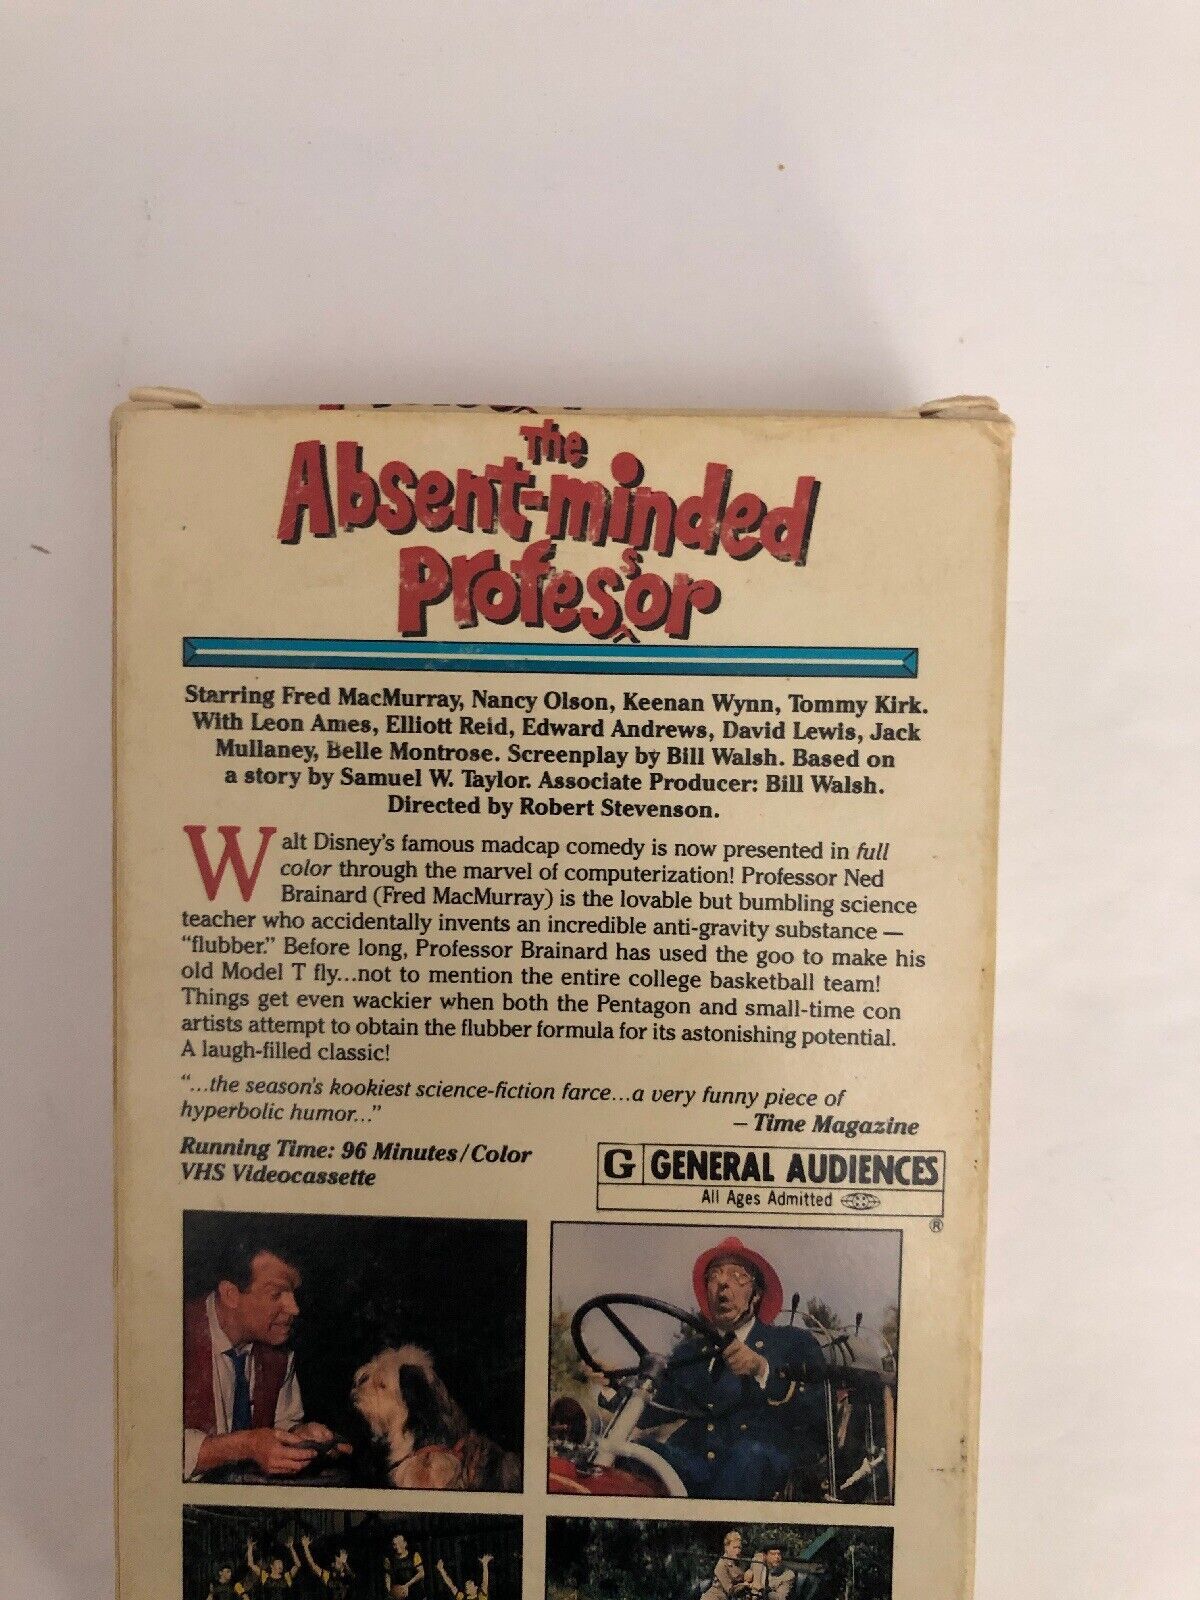 The
Absent-minded
Profes^sor
Starring Fred MacMurray, Nancy Olson, Keenan Wynn, Tommy Kirk.
With Leon Ames, Elliott Reid, Edward Andrews, David Lewis, Jack
Mullaney, Belle Montrose. Screenplay by Bill Walsh. Based on
a story by Samuel W. Taylor. Associate Producer: Bill Walsh.
Directed by Robert Stevenson.
Walt Disney's famous madcap comedy is now presented in full
color through the marvel of computerization! Professor Ned
Brainard (Fred MacMurray) is the lovable but bumbling science
teacher who accidentally invents an incredible anti-gravity substance —
"flubber." Before long, Professor Brainard has used the goo to make his
old Model T fly...not to mention the entire college basketball team!
Things get even wackier when both the Pentagon and small-time con
artists attempt to obtain the flubber formula for its astonishing potential.
A laugh-filled classic!
"...the season's kookiest science-fiction farce...a very funny piece of
hyperbolic humor..."
– Time Magazine
Running Time: 96 Minutes/Color
VHS Videocassette
G GENERAL AUDIENCES
All Ages Admitted
®